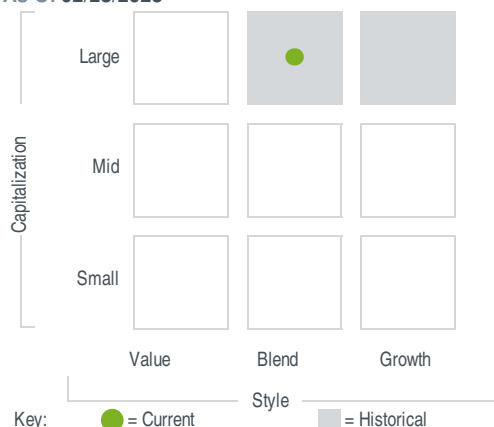 Large
Mid
Capitalization
Small
Value Blend Growth
Style
Key: = Current = Historical